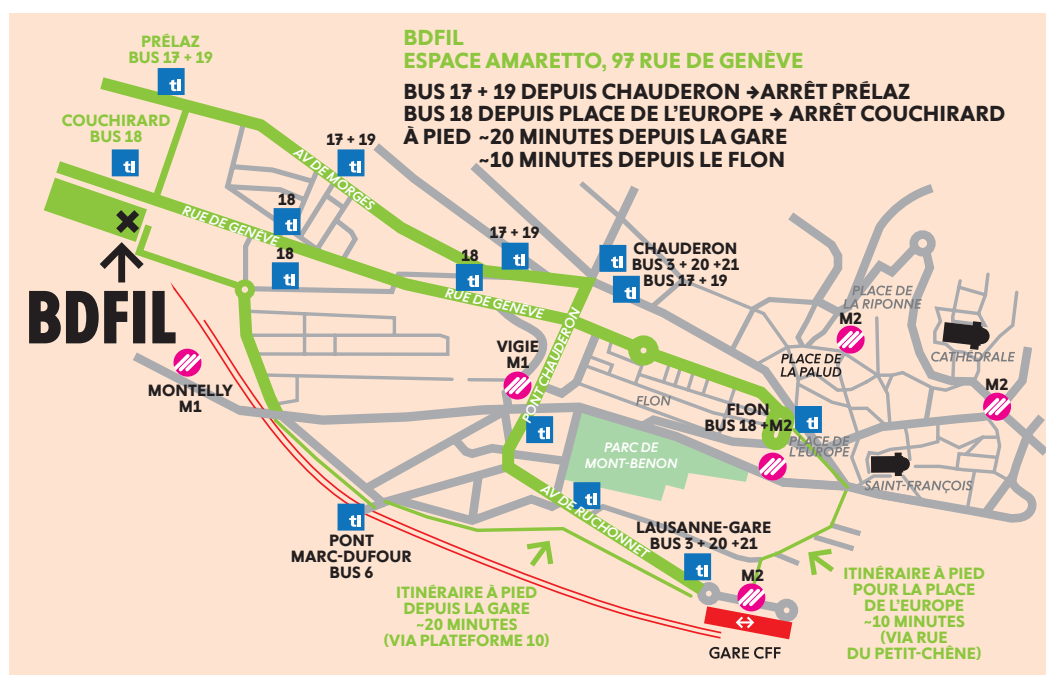 BDFIL
ESPACE AMARETTO, 97 RUE DE GENÈVE
BUS 17 + 19 DEPUIS CHAUDERON → ARRÊT PRÉLAZ
BUS 18 DEPUIS PLACE DE L'EUROPE → ARRÊT COUCHIRARD
À PIED ~20 MINUTES DEPUIS LA GARE
~10 MINUTES DEPUIS LE FLON
PRÉLAZ
BUS 17 + 19
tl
COUCHIRARD
BUS 18
tl
17 + 19
tl
AV DE MORGES
18
tl
RUE DE GENÈVE
18
tl
17 + 19
tl
18
tl
RUE DE GENÈVE
tl
CHAUDERON
BUS 3 + 20 +21
BUS 17 + 19
tl
BDFIL
PONT CHAUDERON
PLACE DE
LA RIPONNE
M2
PLACE DE
LA PALUD
CATHÉDRALE
M2
VIGIE
M1
MONTELLY
M1
FLON
FLON
BUS 18 +M2
tl
PLACE DE
L'EUROPE
tl
PARC DE
MONT-BENON
SAINT-FRANÇOIS
tl
AV DE RUCHONNET
tl
PONT
MARC-DUFOUR
BUS 6
LAUSANNE-GARE
BUS 3 + 20 +21
tl
M2
ITINÉRAIRE À PIED
DEPUIS LA GARE
~20 MINUTES
(VIA PLATEFORME 10)
ITINÉRAIRE À PIED
POUR LA PLACE
DE L'EUROPE
~10 MINUTES
(VIA RUE
DU PETIT-CHÊNE)
GARE CFF